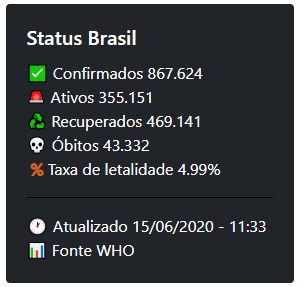 Status Brasil
✅ Confirmados 867.624
🚨 Ativos 355.151
♻ Recuperados 469.141
💀 Óbitos 43.332
% Taxa de letalidade 4.99%
🕐 Atualizado 15/06/2020 - 11:33
📊 Fonte WHO